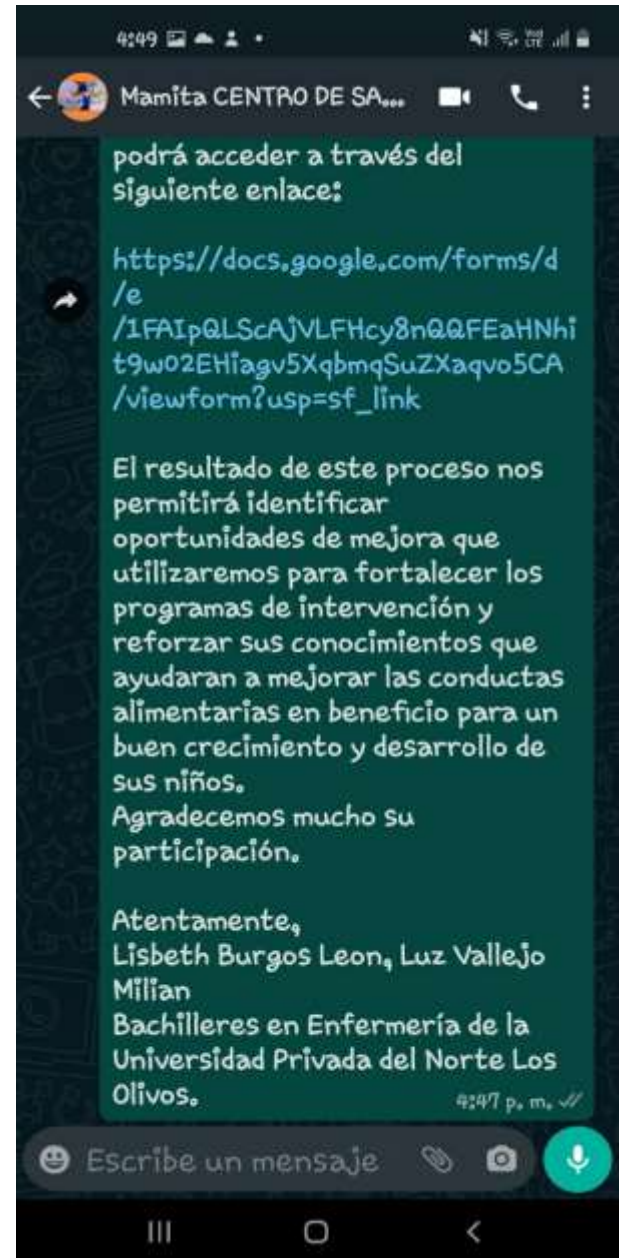 4:49
Mamita CENTRO DE SA...
podrá acceder a través del
siguiente enlace:
https://docs.google.com/forms/d
/e
/1FAIpQLScAjVLFHcy8nQQFEaHNhi
t9w02EHiagv5XqbmqSuZXaqvo5CA
/viewform?usp=sf_link
El resultado de este proceso nos
permitirá identificar
oportunidades de mejora que
utilizaremos para fortalecer los
programas de intervención y
reforzar sus conocimientos que
ayudaran a mejorar las conductas
alimentarias en beneficio para un
buen crecimiento y desarrollo de
sus niños.
Agradecemos mucho su
participación.
Atentamente,
Lisbeth Burgos Leon, Luz Vallejo
Milian
Bachilleres en Enfermería de la
Universidad Privada del Norte Los
Olivos.
4:47 p. m.
Escribe un mensaje